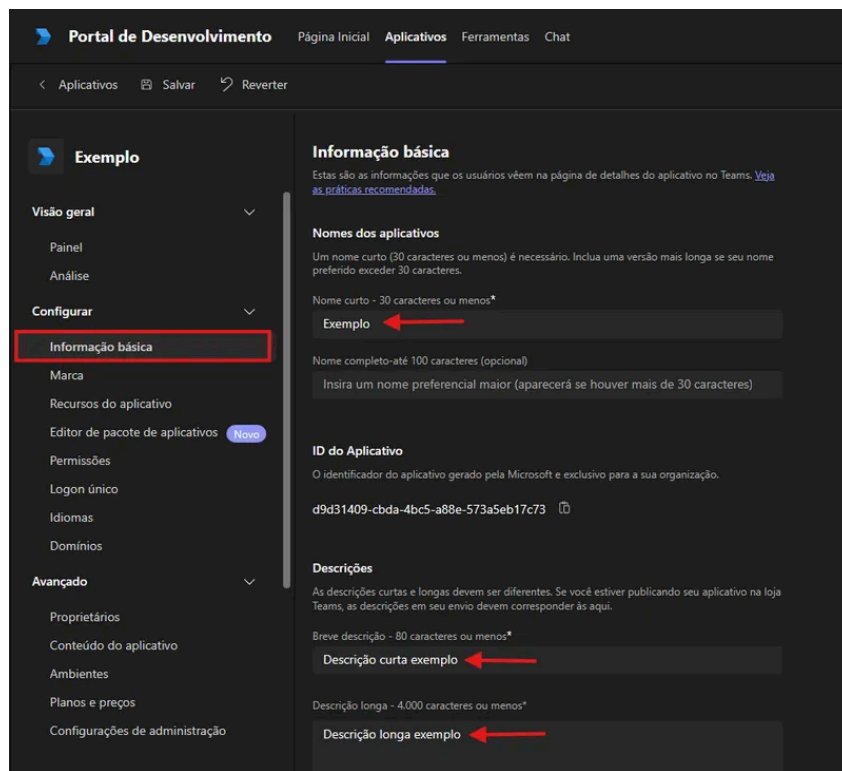 Portal de Desenvolvimento
Página Inicial
Aplicativos
Ferramentas
Chat
Aplicativos
Salvar
Reverter
Exemplo
Visão geral
Painel
Análise
Configurar
Informação básica
Marca
Recursos do aplicativo
Editor de pacote de aplicativos Novo
Permissões
Logon único
Idiomas
Domínios
Avançado
Proprietários
Conteúdo do aplicativo
Ambientes
Planos e preços
Configurações de administração
Informação básica
Estas são as informações que os usuários vêem na página de detalhes do aplicativo no Teams. Veja
as práticas recomendadas.
Nomes dos aplicativos
Um nome curto (30 caracteres ou menos) é necessário. Inclua uma versão mais longa se seu nome
preferido exceder 30 caracteres.
Nome curto - 30 caracteres ou menos*
Exemplo
Nome completo-até 100 caracteres (opcional)
Insira um nome preferencial maior (aparecerá se houver mais de 30 caracteres)
ID do Aplicativo
O identificador do aplicativo gerado pela Microsoft e exclusivo para a sua organização.
d9d31409-cbda-4bc5-a88e-573a5eb17c73
Descrições
As descrições curtas e longas devem ser diferentes. Se você estiver publicando seu aplicativo na loja
Teams, as descrições em seu envio devem corresponder às aqui.
Breve descrição - 80 caracteres ou menos*
Descrição curta exemplo
Descrição longa - 4.000 caracteres ou menos*
Descrição longa exemplo